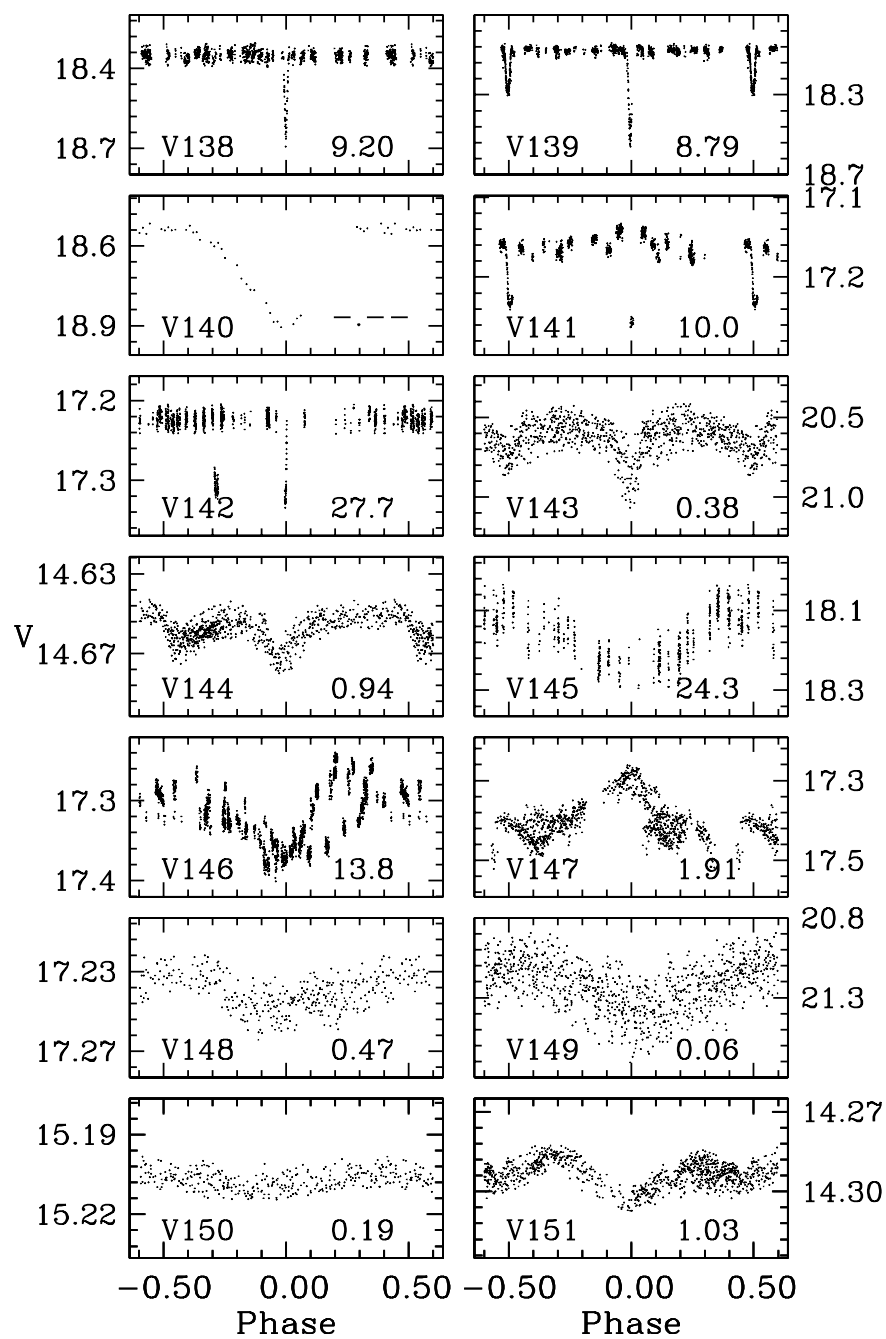 18.4
18.7
V138 9.20
V139 8.79
18.3
18.7
18.6
18.9
V140 — . — —
V141 10.0
17.1
17.2
17.2
17.3
V142 27.7
V143 0.38
20.5
21.0
V
14.63
14.67
V144 0.94
V145 24.3
18.1
18.3
17.3
17.4
V146 13.8
V147 1.91
17.3
17.5
17.23
17.27
V148 0.47
V149 0.06
20.8
21.3
15.19
15.22
V150 0.19
V151 1.03
14.27
14.30
−0.50 0.00 0.50
−0.50 0.00 0.50
Phase
Phase